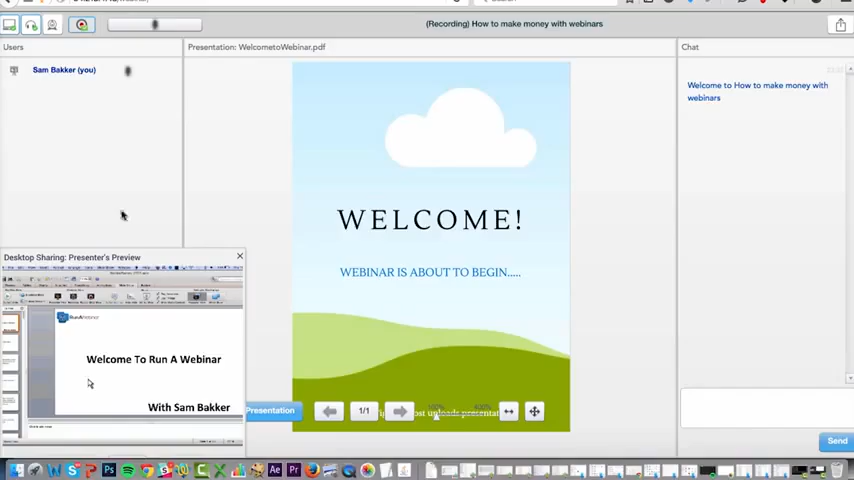 (Recording) How to make money with webinars
Users
Presentation: WelcometoWebinar.pdf
Chat
Sam Bakker (you)
Welcome to How to make money with
webinars
WELCOME!
WEBINAR IS ABOUT TO BEGIN.....
Desktop Sharing: Presenter's Preview
RunAWebinar
Welcome To Run A Webinar
With Sam Bakker
Presentation
1/1
Send